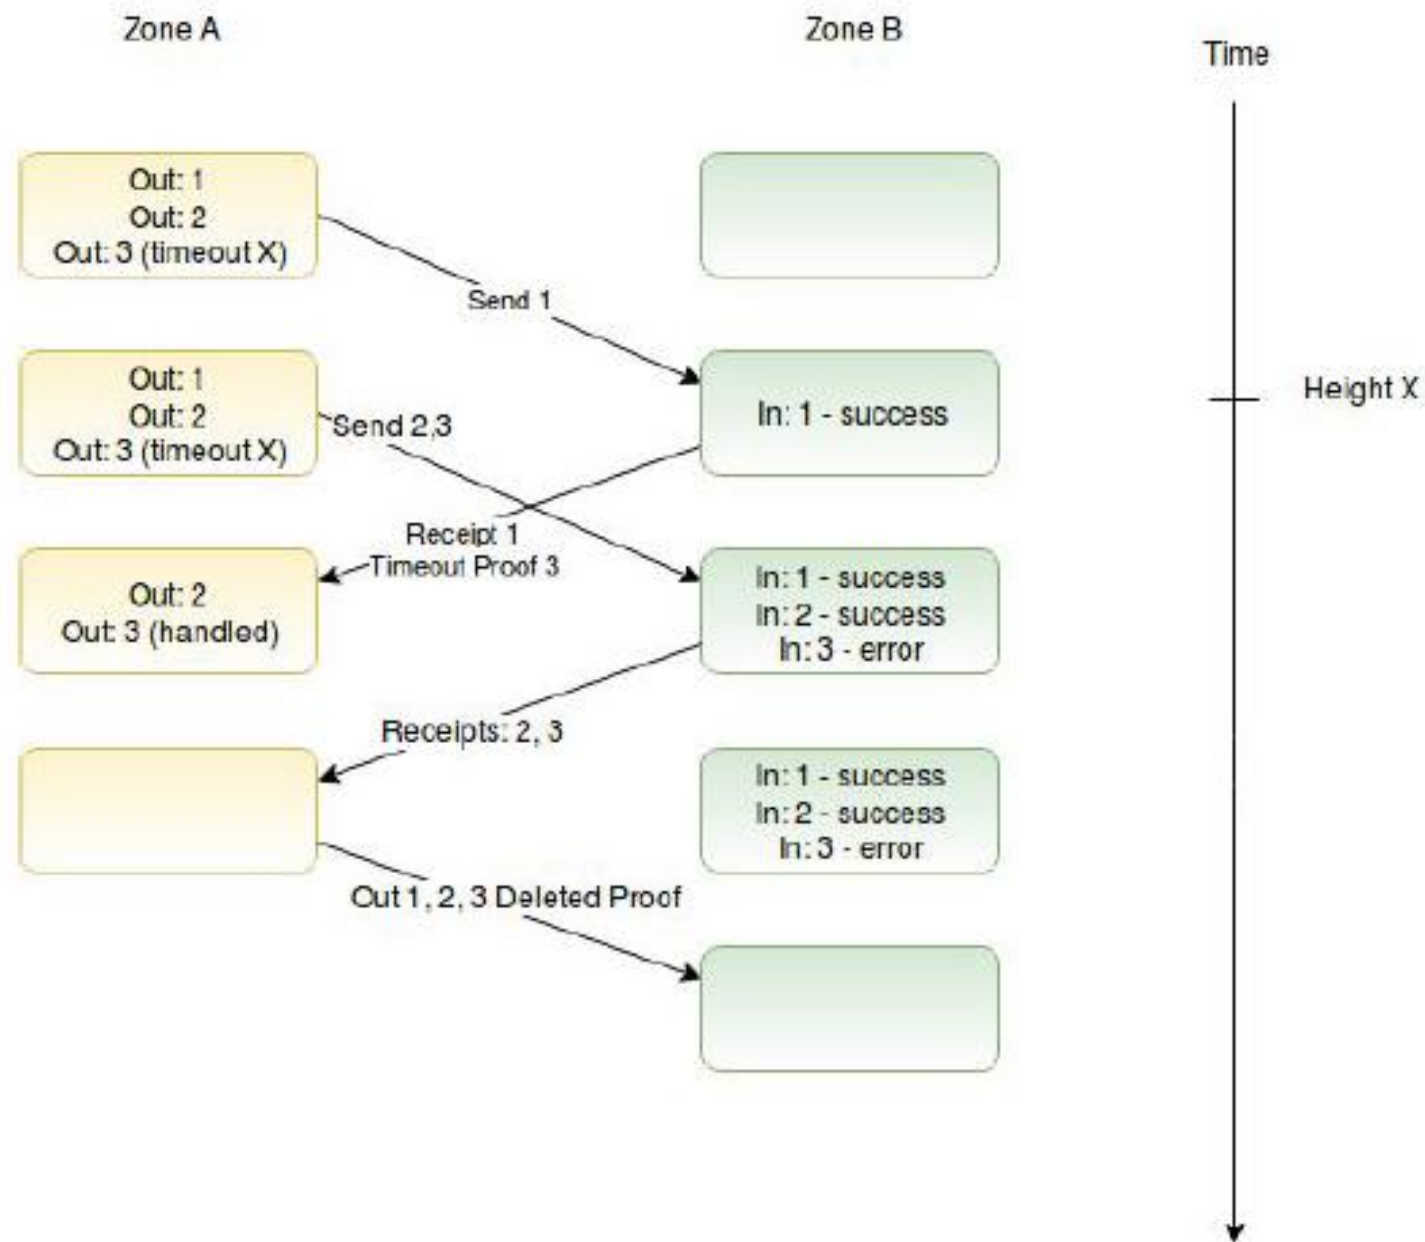 Zone A
Zone B
Time
Out: 1
Out: 2
Out: 3 (timeout X)
Send 1
Out: 1
Out: 2
Out: 3 (timeout X)
Send 2,3
In: 1 - success
Height X
Receipt 1
Timeout Proof 3
Out: 2
Out: 3 (handled)
In: 1 - success
In: 2 - success
In: 3 - error
Receipts: 2, 3
In: 1 - success
In: 2 - success
In: 3 - error
Out 1, 2, 3 Deleted Proof